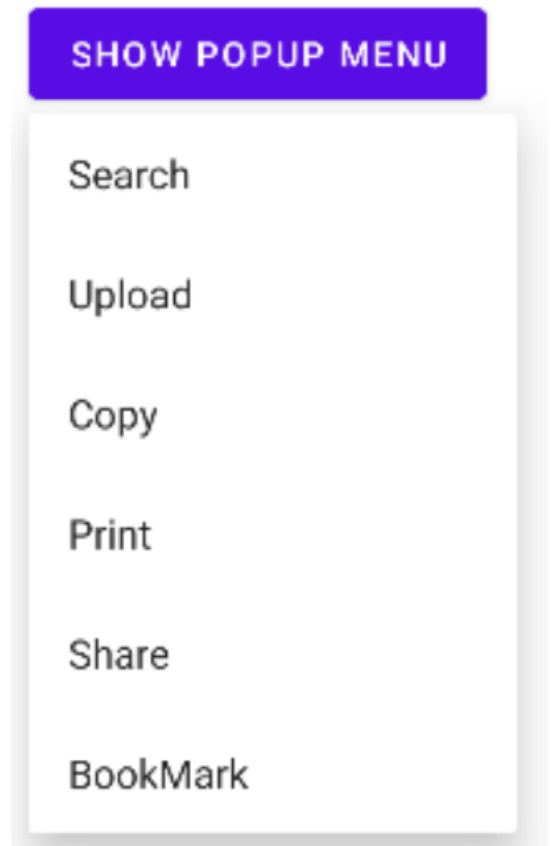 SHOW POPUP MENU
Search
Upload
Copy
Print
Share
BookMark